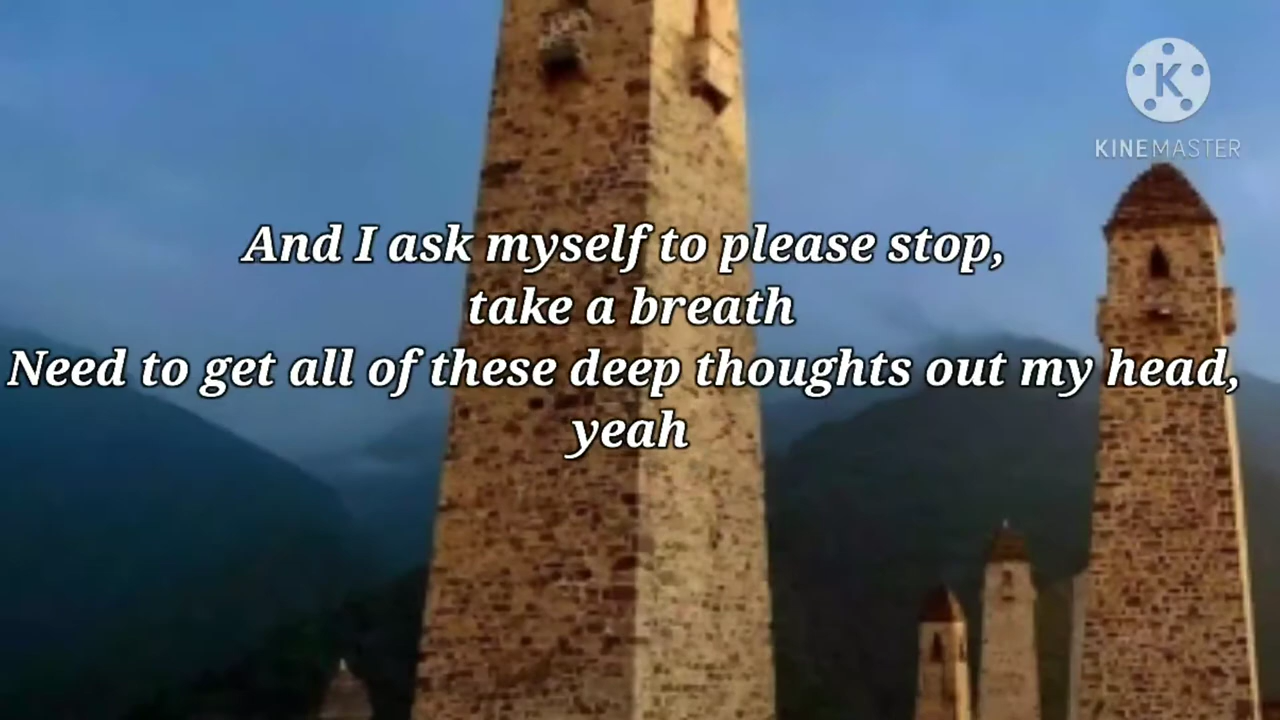 K
KINEMASTER
And I ask myself to please stop,
take a breath
Need to get all of these deep thoughts out my head,
yeah